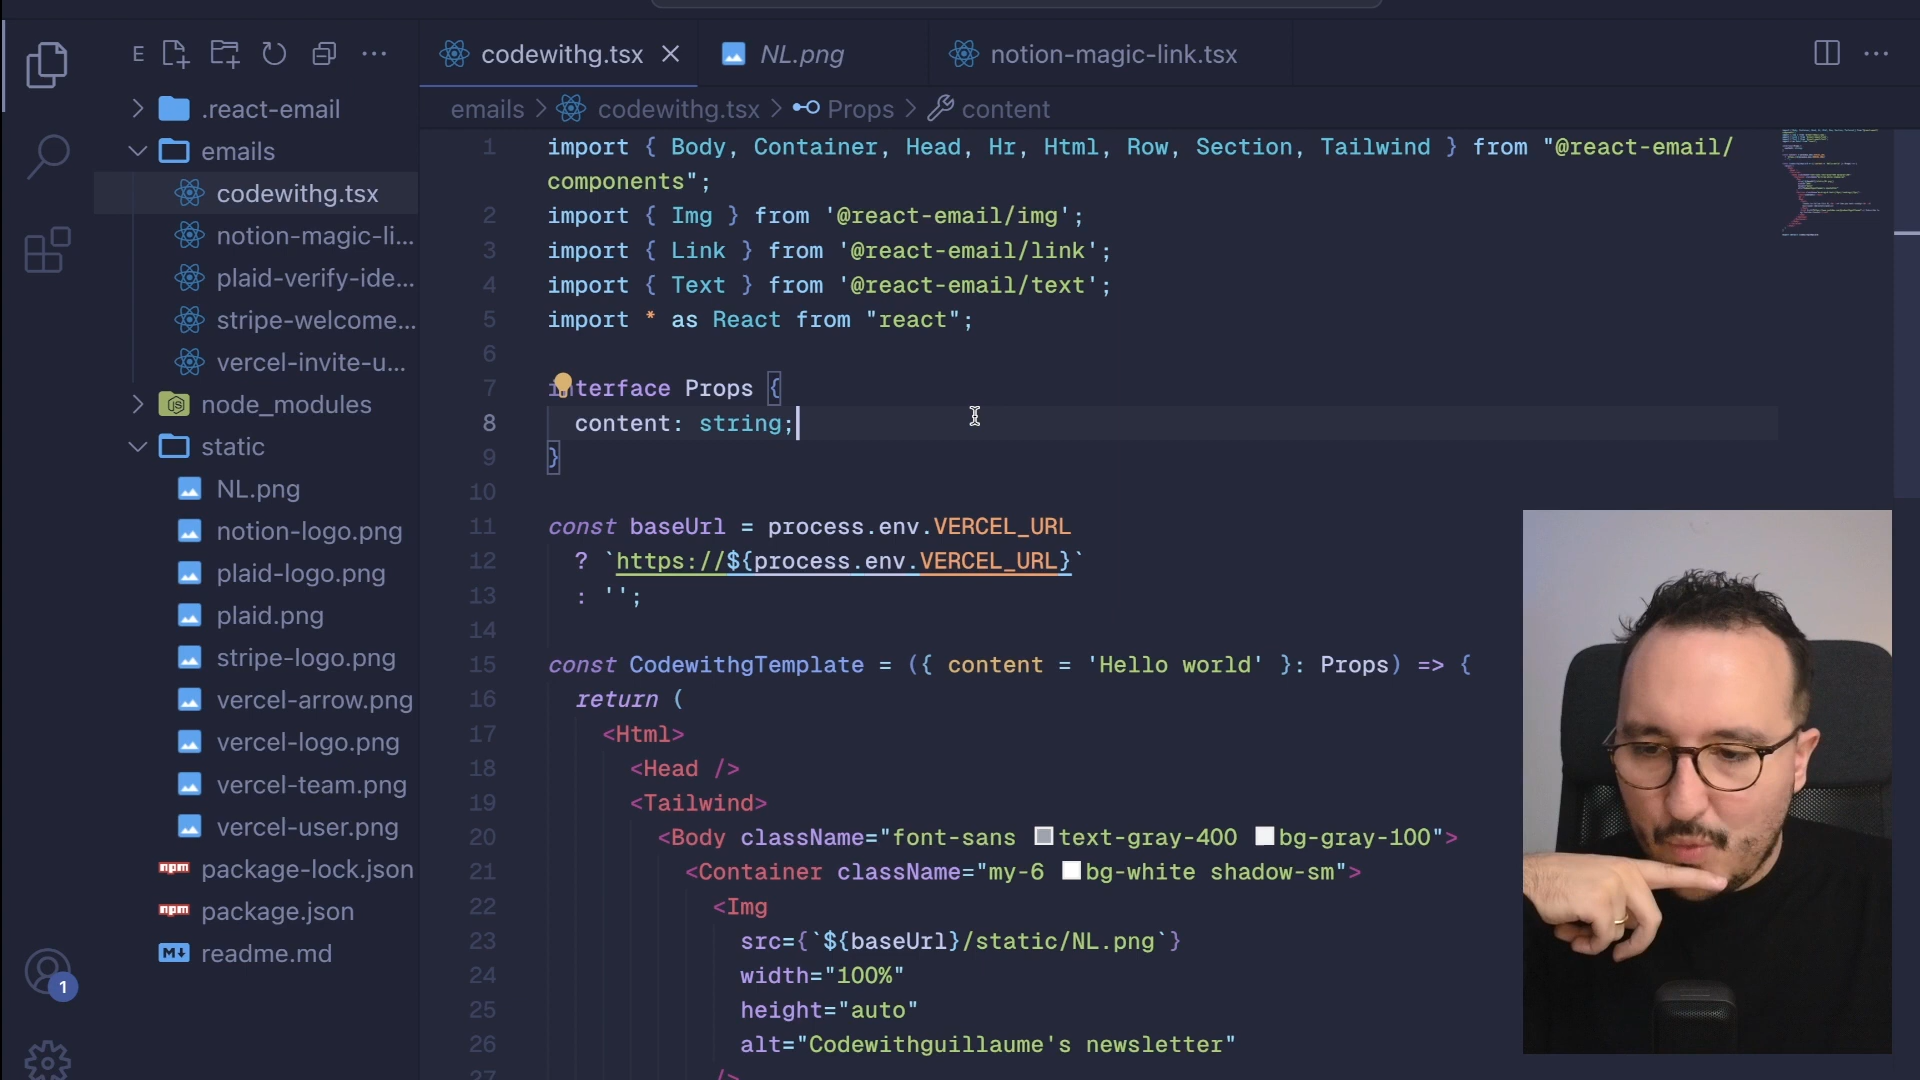 E
codewithg.tsx
NL.png
notion-magic-link.tsx
emails > codewithg.tsx > Props > content
.react-email
emails
codewithg.tsx
notion-magic-li...
plaid-verify-ide...
stripe-welcome...
vercel-invite-u...
node_modules
static
NL.png
notion-logo.png
plaid-logo.png
plaid.png
stripe-logo.png
vercel-arrow.png
vercel-logo.png
vercel-team.png
vercel-user.png
npm package-lock.json
npm package.json
M readme.md
1
1 import { Body, Container, Head, Hr, Html, Row, Section, Tailwind } from "@react-email/
components";
2 import { Img } from '@react-email/img';
3 import { Link } from '@react-email/link';
4 import { Text } from '@react-email/text';
5 import * as React from "react";
6
7 interface Props {
8 content: string;
9 }
10
11 const baseUrl = process.env.VERCEL_URL
12 ? `https://${process.env.VERCEL_URL}`
13 : '';
14
15 const CodewithgTemplate = ({ content = 'Hello world' }: Props) => {
16 return (
17 <Html>
18 <Head />
19 <Tailwind>
20 <Body className="font-sans text-gray-400 bg-gray-100">
21 <Container className="my-6 bg-white shadow-sm">
22 <Img
23 src={`${baseUrl}/static/NL.png`}
24 width="100%"
25 height="auto"
26 alt="Codewithguillaume's newsletter"
27 />